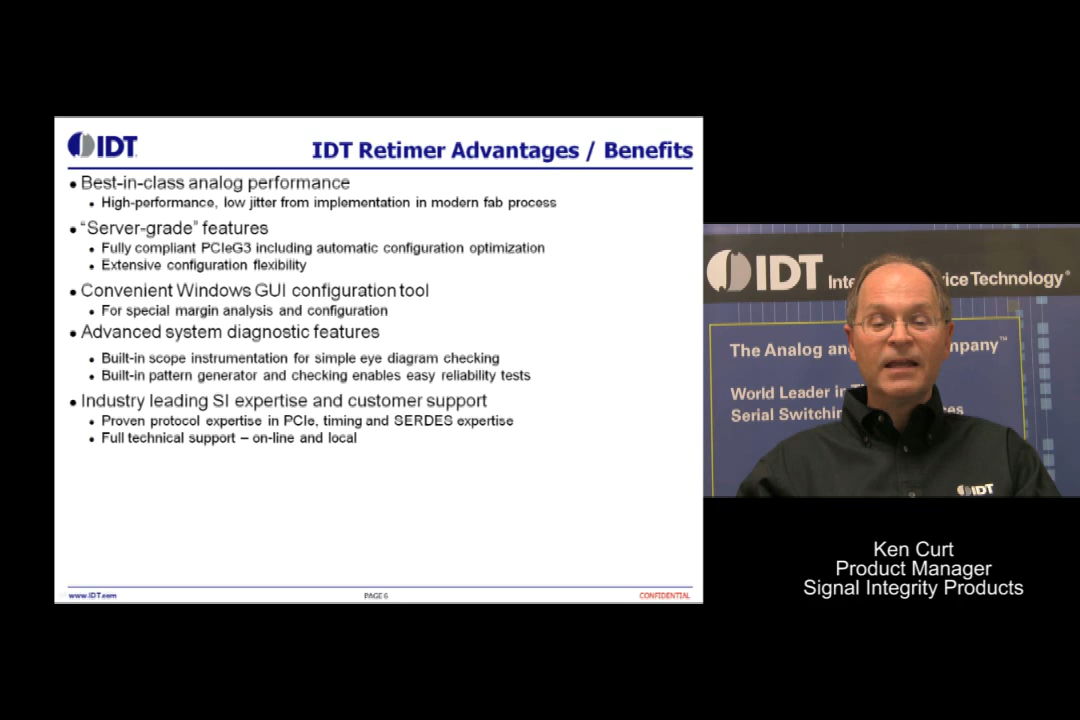 IDT
IDT Retimer Advantages / Benefits
• Best-in-class analog performance
• High-performance, low jitter from implementation in modern fab process
• “Server-grade” features
• Fully compliant PCIeG3 including automatic configuration optimization
• Extensive configuration flexibility
• Convenient Windows GUI configuration tool
• For special margin analysis and configuration
• Advanced system diagnostic features
• Built-in scope instrumentation for simple eye diagram checking
• Built-in pattern generator and checking enables easy reliability tests
• Industry leading SI expertise and customer support
• Proven protocol expertise in PCIe, timing and SERDES expertise
• Full technical support – on-line and local
www.IDT.com
PAGE 6
CONFIDENTIAL
IDT Inte ice Technology®
The Analog an mpany™
World Leader in T
Serial Switchin es
IDT
Ken Curt
Product Manager
Signal Integrity Products